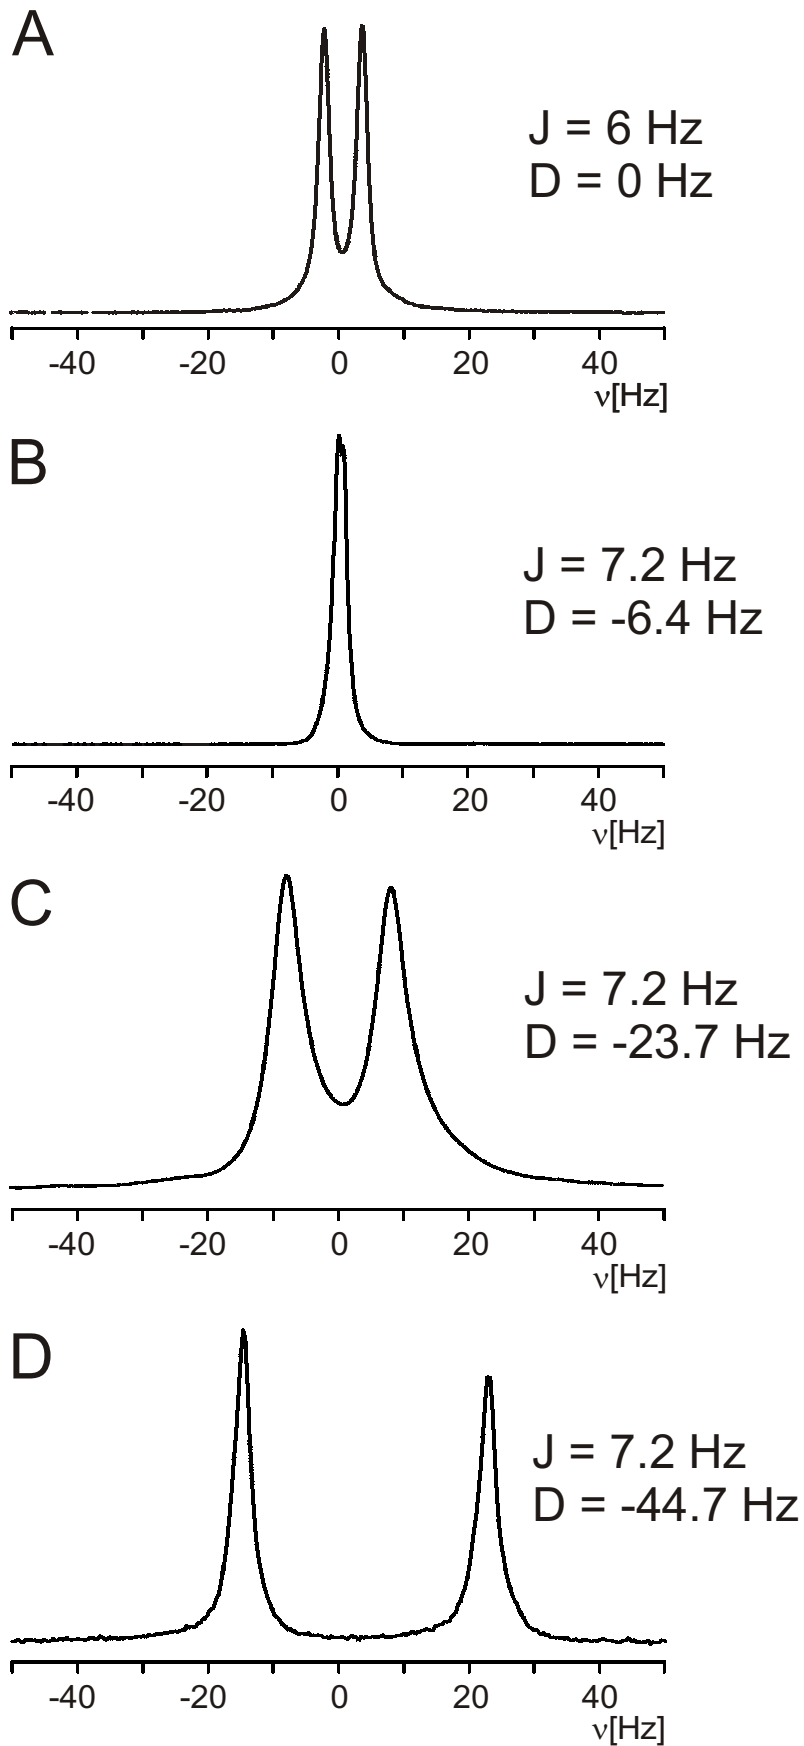 A
J = 6 Hz
D = 0 Hz
-40 -20 0 20 40
ν[Hz]
B
J = 7.2 Hz
D = -6.4 Hz
-40 -20 0 20 40
ν[Hz]
C
J = 7.2 Hz
D = -23.7 Hz
-40 -20 0 20 40
ν[Hz]
D
J = 7.2 Hz
D = -44.7 Hz
-40 -20 0 20 40
ν[Hz]